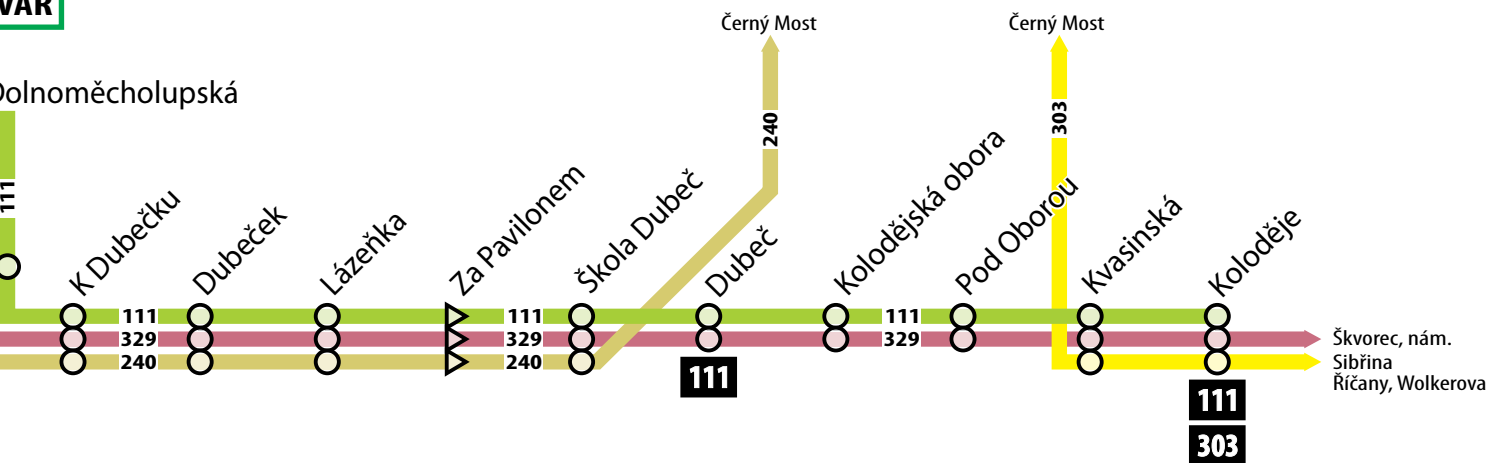 VAR
Černý Most
Černý Most
Dolnoměcholupská
111
240
303
K Dubečku
Dubeček
Lázeňka
Za Pavilonem
Škola Dubeč
Dubeč
Kolodějská obora
Pod Oborou
Kvasinská
Koloděje
111
111
111
329
329
329
240
240
Škvorec, nám.
Sibřina
Říčany, Wolkerova
111
111
303